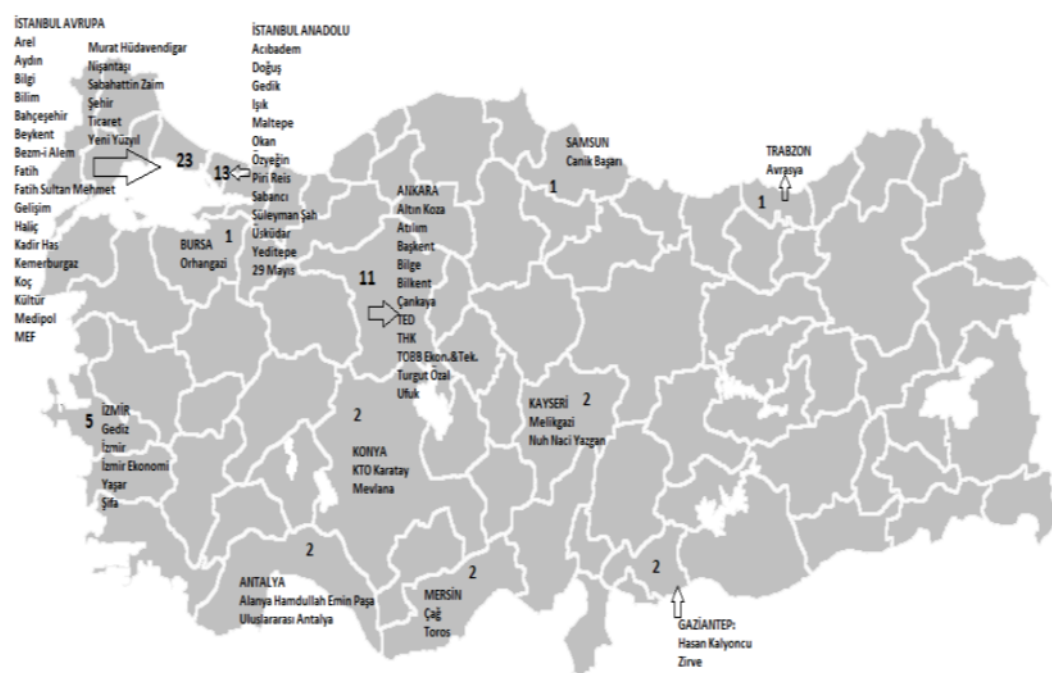 İSTANBUL AVRUPA
Arel
Aydın
Bilgi
Bilim
Bahçeşehir
Beykent
Bezm-i Alem
Fatih
Fatih Sultan Mehmet
Gelişim
Haliç
Kadir Has
Kemerburgaz
Koç
Kültür
Medipol
MEF
Murat Hüdavendigar
Nişantaşı
Sabahattin Zaim
Şehir
Ticaret
Yeni Yüzyıl
23
İSTANBUL ANADOLU
Acıbadem
Doğuş
Gedik
Işık
Maltepe
Okan
Özyeğin
Piri Reis
Sabancı
Süleyman Şah
Üsküdar
Yeditepe
29 Mayıs
13
BURSA
Orhangazi
1
ANKARA
Altın Koza
Atılım
Başkent
Bilge
Bilkent
Çankaya
TED
THK
TOBB Ekon.&Tek.
Turgut Özal
Ufuk
11
SAMSUN
Canik Başarı
1
TRABZON
Avrasya
1
5
İZMİR
Gediz
İzmir
İzmir Ekonomi
Yaşar
Şifa
2
KONYA
KTO Karatay
Mevlana
KAYSERİ
2
Melikgazi
Nuh Naci Yazgan
2
ANTALYA
Alanya Hamdullah Emin Paşa
Uluslararası Antalya
2
MERSİN
Çağ
Toros
2
GAZİANTEP:
Hasan Kalyoncu
Zirve